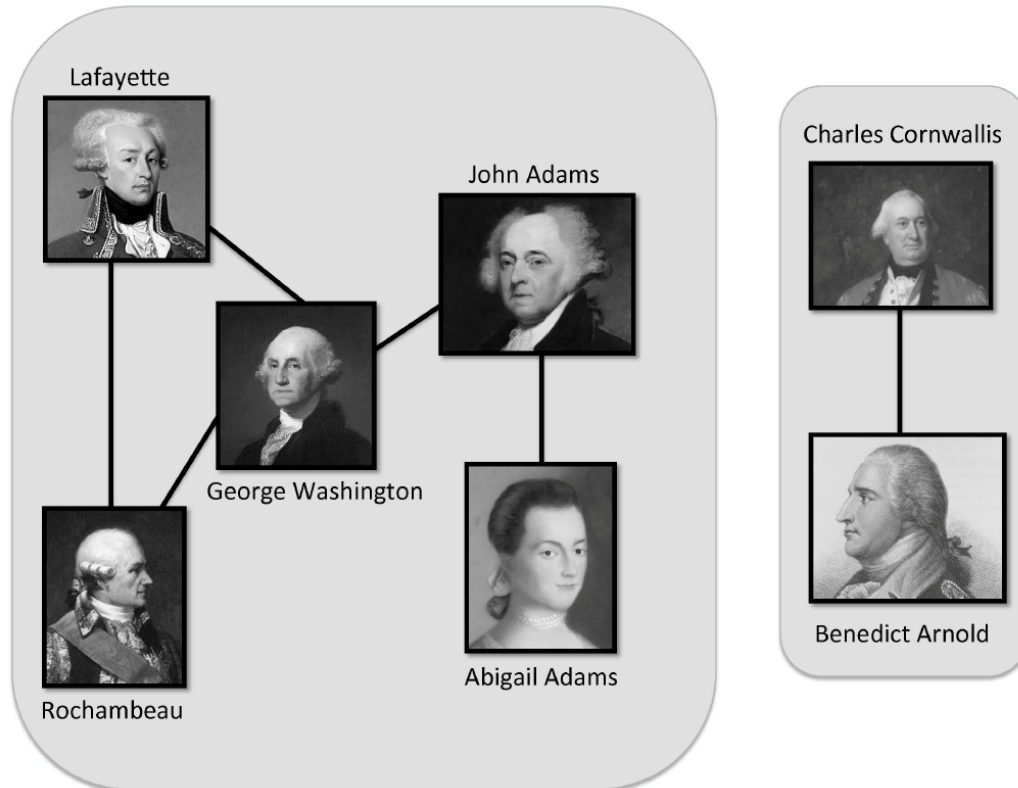 Lafayette
John Adams
George Washington
Rochambeau
Abigail Adams
Charles Cornwallis
Benedict Arnold